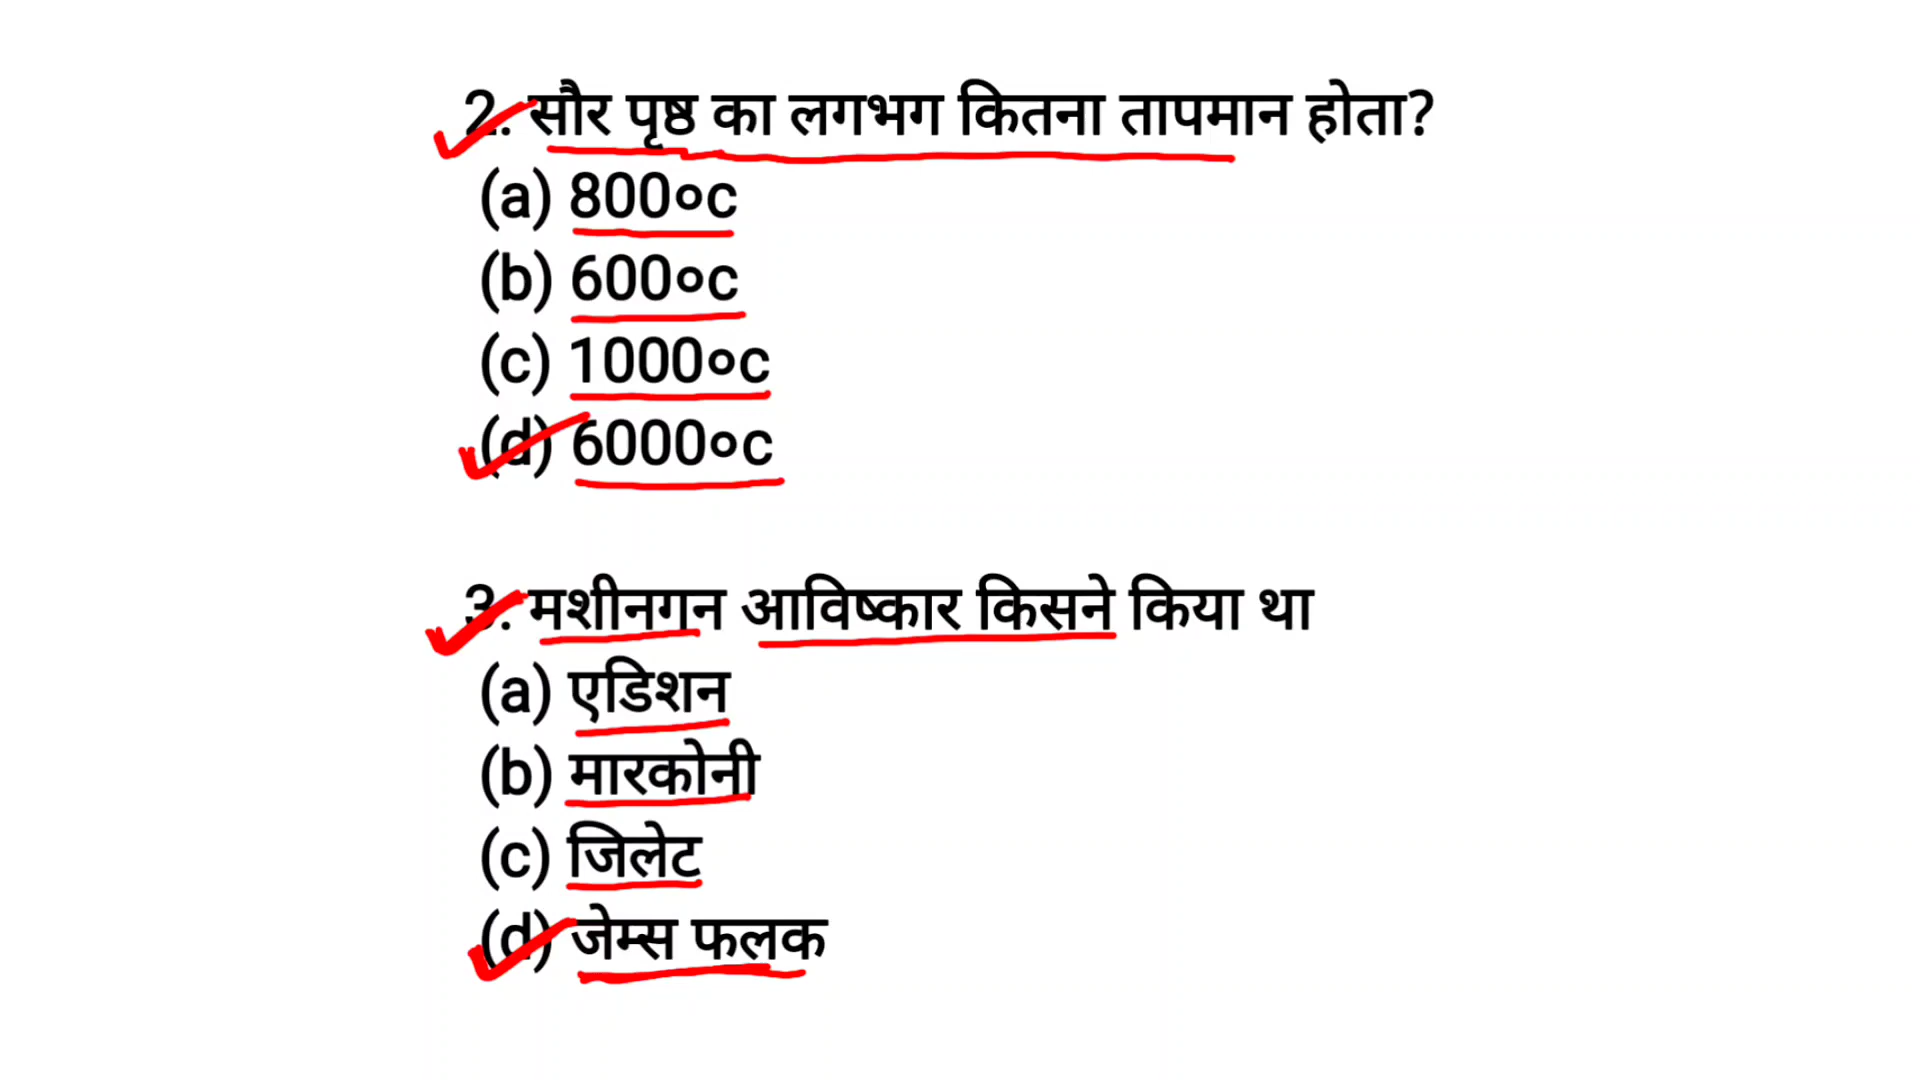 2. सौर पृष्ठ का लगभग कितना तापमान होता?
(a) 800०c
(b) 600०c
(c) 1000०c
(d) 6000०c
3. मशीनगन आविष्कार किसने किया था
(a) एडिशन
(b) मारकोनी
(c) जिलेट
(d) जेम्स फलक